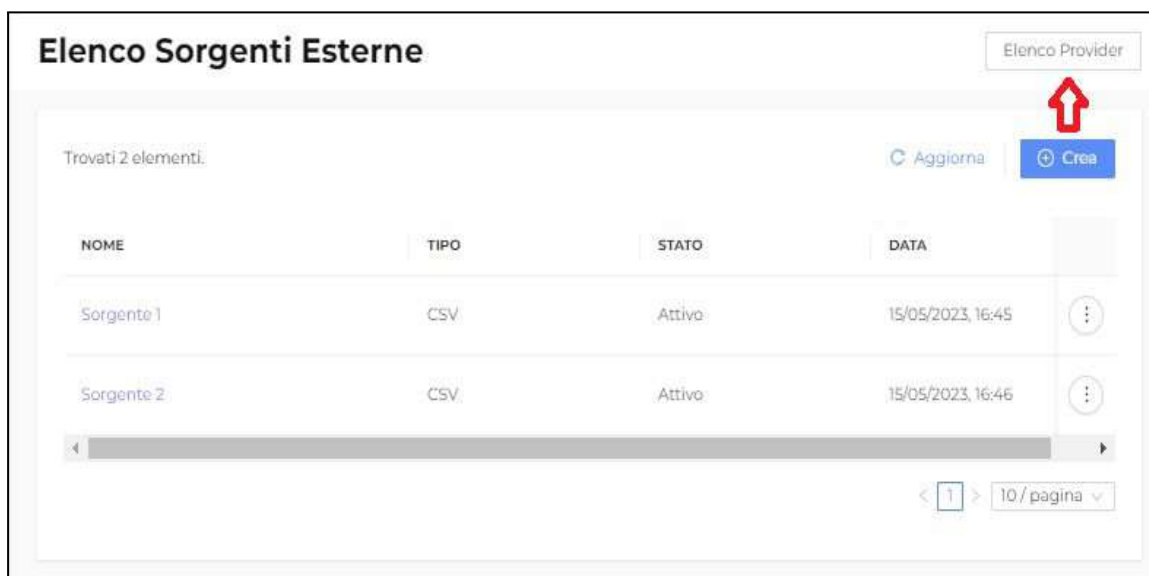 Elenco Sorgenti Esterne
Elenco Provider
Trovati 2 elementi.
Aggiorna
Crea
NOME TIPO STATO DATA
Sorgente 1 CSV Attivo 15/05/2023, 16:45
Sorgente 2 CSV Attivo 15/05/2023, 16:46
< 1 > 10 / pagina